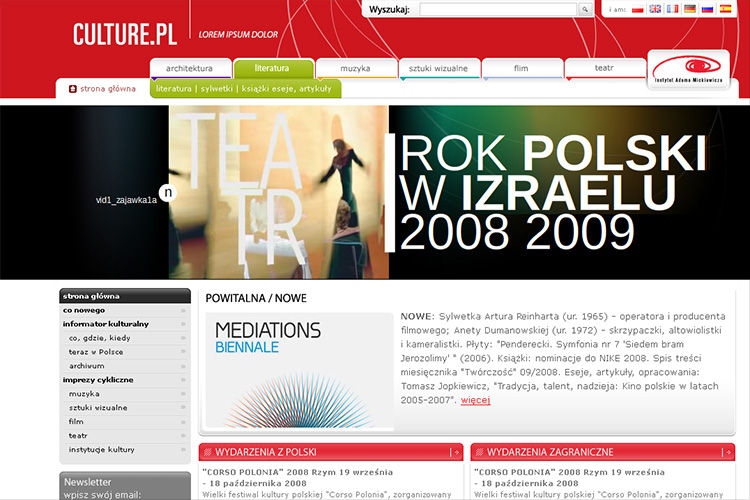 Wyszukaj:
i am:
CULTURE.PL
LOREM IPSUM DOLOR
architektura
literatura
muzyka
sztuki wizualne
flim
teatr
Instytut Adama Mickiewicza
strona główna
literatura | sylwetki | książki eseje, artykuły
TEA
TR
vid1_zajawka1a
n
ROK POLSKI
W IZRAELU
2008 2009
strona główna
co nowego
informator kulturalny
co, gdzie, kiedy
teraz w Polsce
archiwum
imprezy cykliczne
muzyka
sztuki wizualne
film
teatr
instytucje kultury
Newsletter
wpisz swój email:
POWITALNA / NOWE
MEDIATIONS
BIENNALE
NOWE: Sylwetka Artura Reinharta (ur. 1965) - operatora i producenta
filmowego; Anety Dumanowskiej (ur. 1972) - skrzypaczki, altowiolistki
i kameralistki. Płyty: "Penderecki. Symfonia nr 7 'Siedem bram
Jerozolimy' " (2006). Książki: nominacje do NIKE 2008. Spis treści
miesięcznika "Twórczość" 09/2008. Eseje, artykuły, opracowania:
Tomasz Jopkiewicz, "Tradycja, talent, nadzieja: Kino polskie w latach
2005-2007". więcej
WYDARZENIA Z POLSKI
"CORSO POLONIA" 2008 Rzym 19 września
- 18 października 2008
Wielki festiwal kultury polskiej "Corso Polonia", zorganizowany
WYDARZENIA ZAGRANICZNE
"CORSO POLONIA" 2008 Rzym 19 września
- 18 października 2008
Wielki festiwal kultury polskiej "Corso Polonia", zorganizowany